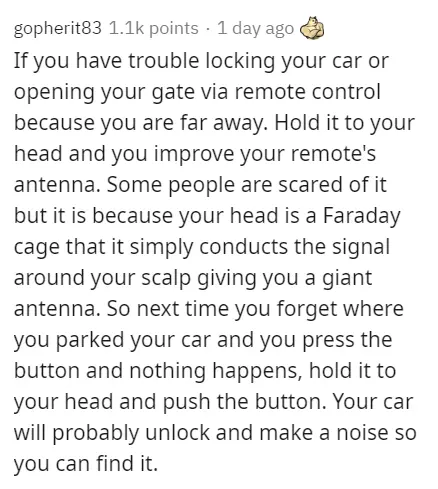 gopherit83 1.1k points · 1 day ago
If you have trouble locking your car or
opening your gate via remote control
because you are far away. Hold it to your
head and you improve your remote's
antenna. Some people are scared of it
but it is because your head is a Faraday
cage that it simply conducts the signal
around your scalp giving you a giant
antenna. So next time you forget where
you parked your car and you press the
button and nothing happens, hold it to
your head and push the button. Your car
will probably unlock and make a noise so
you can find it.